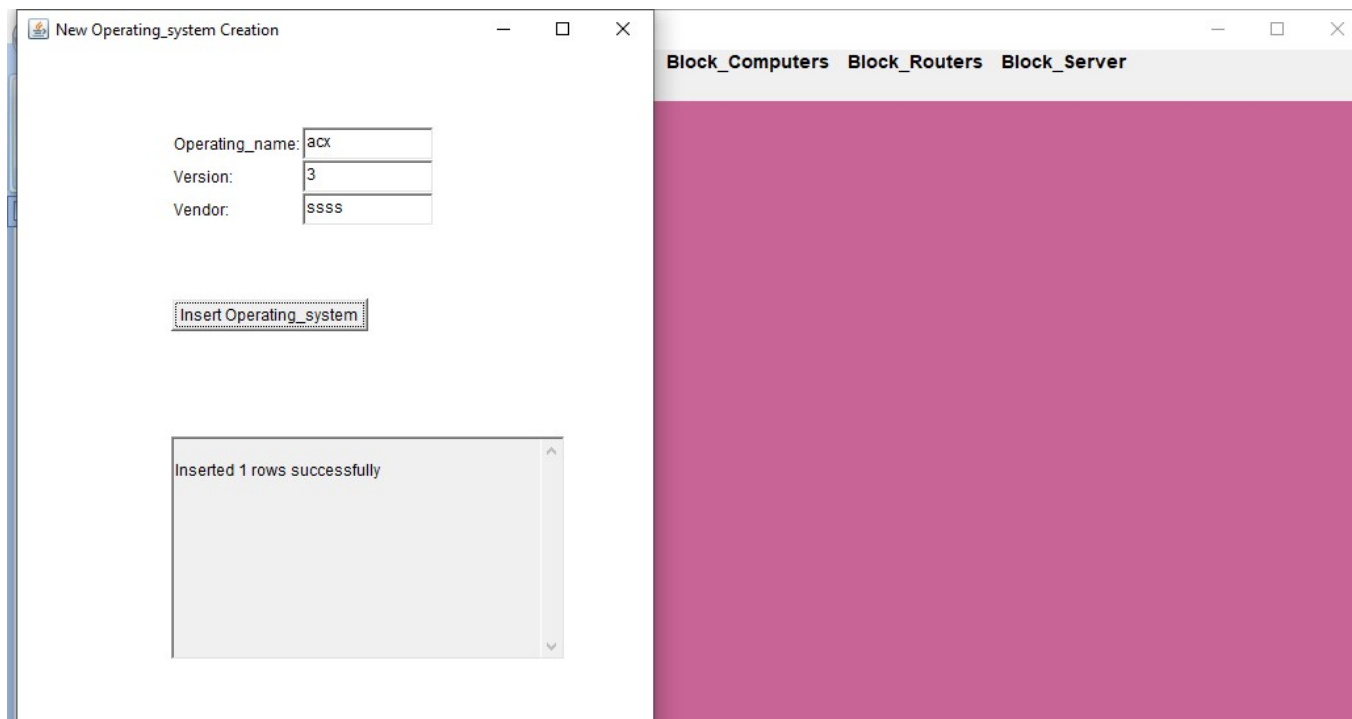 New Operating_system Creation
Block_Computers Block_Routers Block_Server
Operating_name: acx
Version: 3
Vendor: ssss
Insert Operating_system
Inserted 1 rows successfully